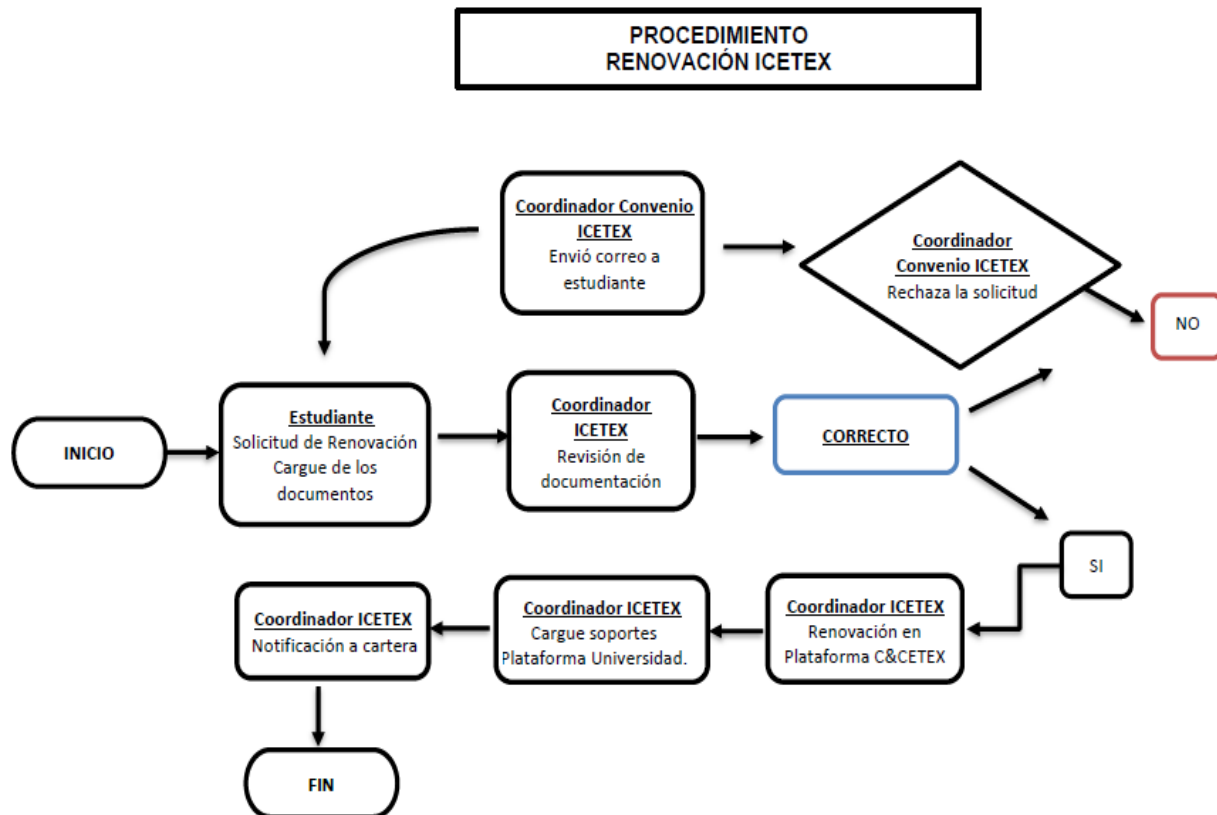 PROCEDIMIENTO
RENOVACIÓN ICETEX
Coordinador Convenio
ICETEX
Envió correo a
estudiante
Coordinador
Convenio ICETEX
Rechaza la solicitud
NO
INICIO
Estudiante
Solicitud de Renovación
Cargue de los
documentos
Coordinador
ICETEX
Revisión de
documentación
CORRECTO
SI
Coordinador ICETEX
Notificación a cartera
Coordinador ICETEX
Cargue soportes
Plataforma Universidad.
Coordinador ICETEX
Renovación en
Plataforma C&CETEX
FIN